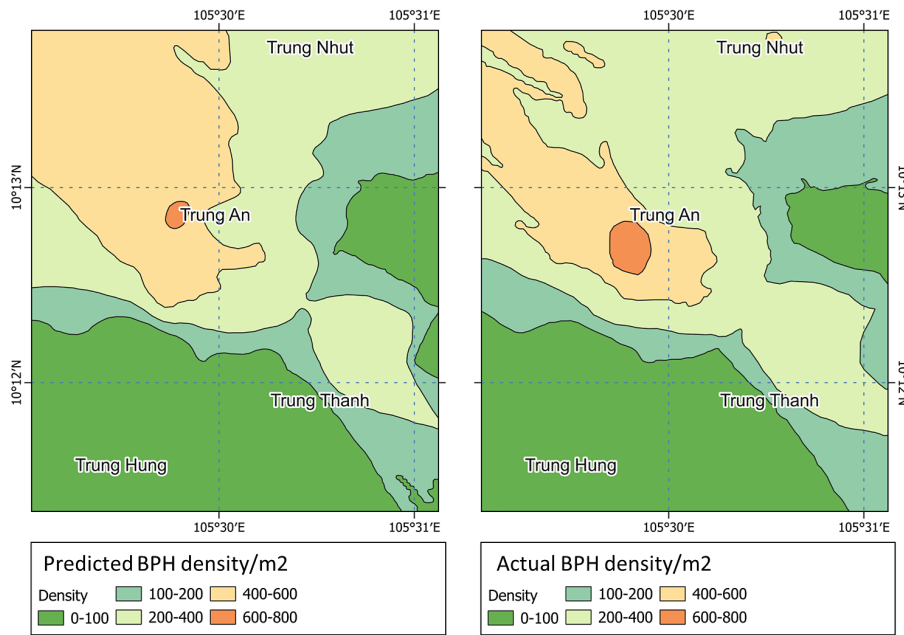 105°30'E 105°31'E 105°30'E 105°31'E
Trung Nhut Trung Nhut
10°13'N
Trung An Trung An
10°12'N
Trung Thanh Trung Thanh
Trung Hung Trung Hung
105°30'E 105°31'E 105°30'E 105°31'E
Predicted BPH density/m2
Density 100-200 400-600
0-100 200-400 600-800
Actual BPH density/m2
Density 100-200 400-600
0-100 200-400 600-800